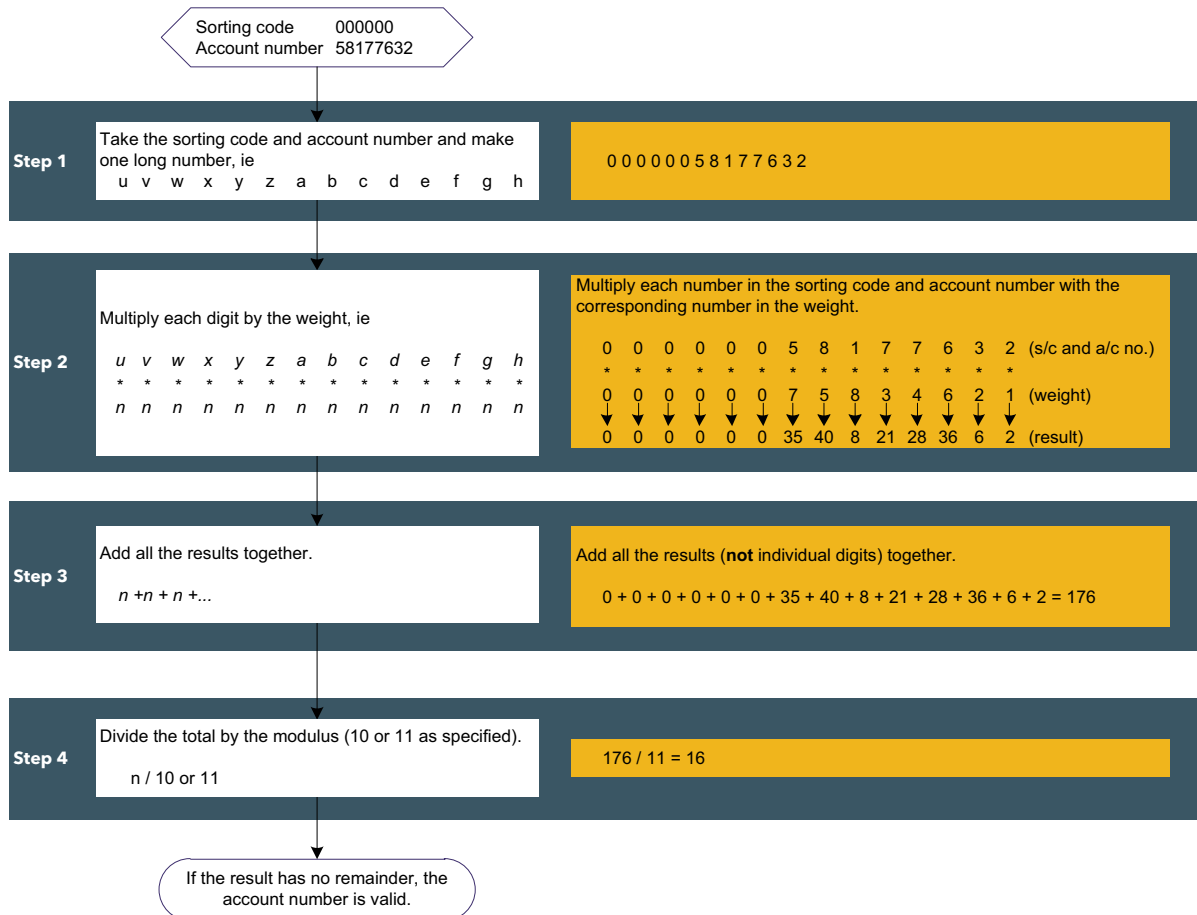 Sorting code 000000
Account number 58177632
Step 1
Take the sorting code and account number and make
one long number, ie
u v w x y z a b c d e f g h
0 0 0 0 0 0 5 8 1 7 7 6 3 2
Step 2
Multiply each digit by the weight, ie
u v w x y z a b c d e f g h
* * * * * * * * * * * * * *
n n n n n n n n n n n n n n
Multiply each number in the sorting code and account number with the
corresponding number in the weight.
0 0 0 0 0 0 5 8 1 7 7 6 3 2 (s/c and a/c no.)
* * * * * * * * * * * * * *
0 0 0 0 0 0 7 5 8 3 4 6 2 1 (weight)
0 0 0 0 0 0 35 40 8 21 28 36 6 2 (result)
Step 3
Add all the results together.
n +n + n +...
Add all the results (not individual digits) together.
0 + 0 + 0 + 0 + 0 + 0 + 35 + 40 + 8 + 21 + 28 + 36 + 6 + 2 = 176
Step 4
Divide the total by the modulus (10 or 11 as specified).
n / 10 or 11
176 / 11 = 16
If the result has no remainder, the
account number is valid.